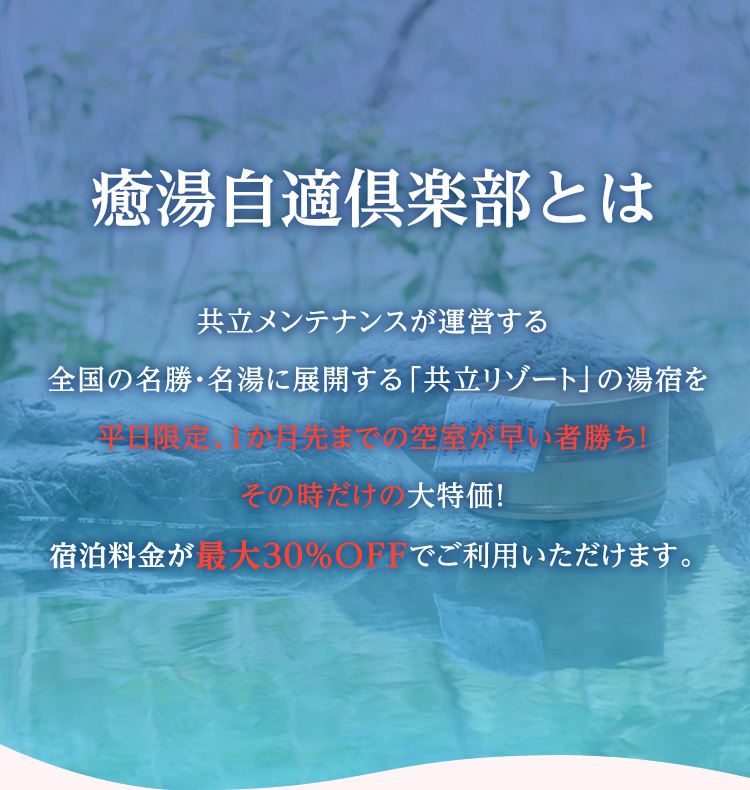 癒湯自適倶楽部とは
共立メンテナンスが運営する
全国の名勝・名湯に展開する「共立リゾート」の湯宿を
平日限定、1か月先までの空室が早い者勝ち!
その時だけの大特価!
宿泊料金が最大30%OFFでご利用いただけます。